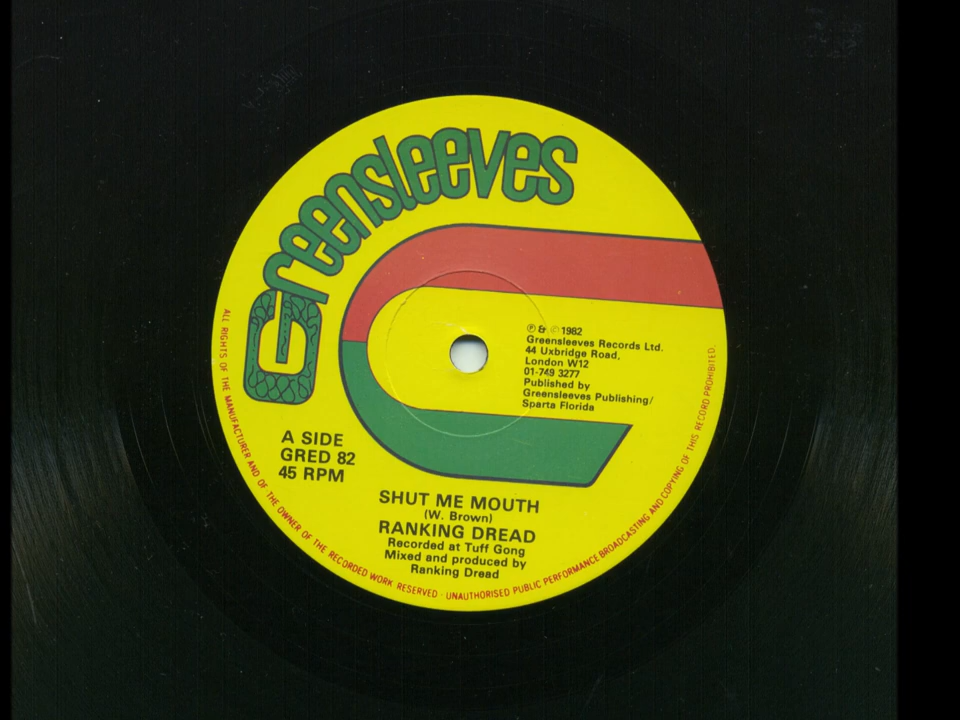 Greensleeves
℗ & © 1982
Greensleeves Records Ltd.
44 Uxbridge Road,
London W12
01-749 3277
Published by
Greensleeves Publishing/
Sparta Florida
A SIDE
GRED 82
45 RPM
SHUT ME MOUTH
(W. Brown)
RANKING DREAD
Recorded at Tuff Gong
Mixed and produced by
Ranking Dread
ALL RIGHTS OF THE MANUFACTURER AND OF THE OWNER OF THE RECORDED WORK RESERVED · UNAUTHORISED PUBLIC PERFORMANCE BROADCASTING AND COPYING OF THIS RECORD PROHIBITED.